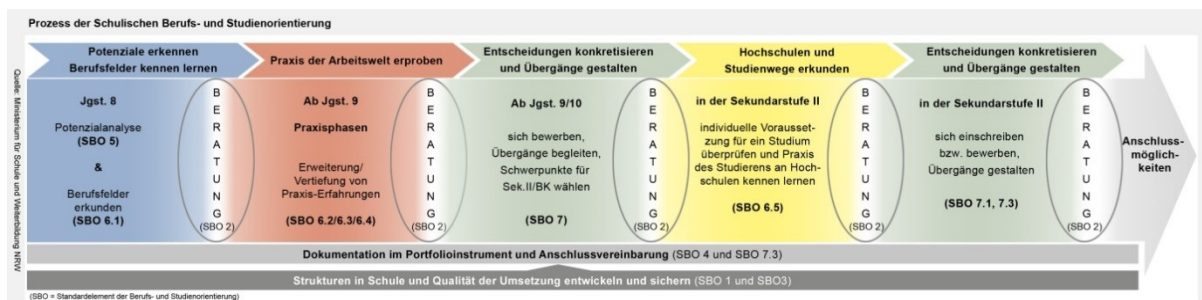 Prozess der Schulischen Berufs- und Studienorientierung
Quelle: Ministerium für Schule und Weiterbildung NRW
Potenziale erkennen
Berufsfelder kennen lernen
Jgst. 8
Potenzialanalyse
(SBO 5)
&
Berufsfelder
erkunden
(SBO 6.1)
BERATUNG
(SBO 2)
Praxis der Arbeitswelt erproben
Ab Jgst. 9
Praxisphasen
Erweiterung/
Vertiefung von
Praxis-Erfahrungen
(SBO 6.2/6.3/6.4)
BERATUNG
(SBO 2)
Entscheidungen konkretisieren
und Übergänge gestalten
Ab Jgst. 9/10
sich bewerben,
Übergänge begleiten,
Schwerpunkte für
Sek.II/BK wählen
(SBO 7)
BERATUNG
(SBO 2)
Hochschulen und
Studienwege erkunden
in der Sekundarstufe II
individuelle Vorausset-
zung für ein Studium
überprüfen und Praxis
des Studierens an Hoch-
schulen kennen lernen
(SBO 6.5)
BERATUNG
(SBO 2)
Entscheidungen konkretisieren
und Übergänge gestalten
in der Sekundarstufe II
sich einschreiben
bzw. bewerben,
Übergänge gestalten
(SBO 7.1, 7.3)
BERATUNG
(SBO 2)
Anschluss-
möglich-
keiten
Dokumentation im Portfolioinstrument und Anschlussvereinbarung (SBO 4 und SBO 7.3)
Strukturen in Schule und Qualität der Umsetzung entwickeln und sichern (SBO 1 und SBO3)
(SBO = Standardelement der Berufs- und Studienorientierung)